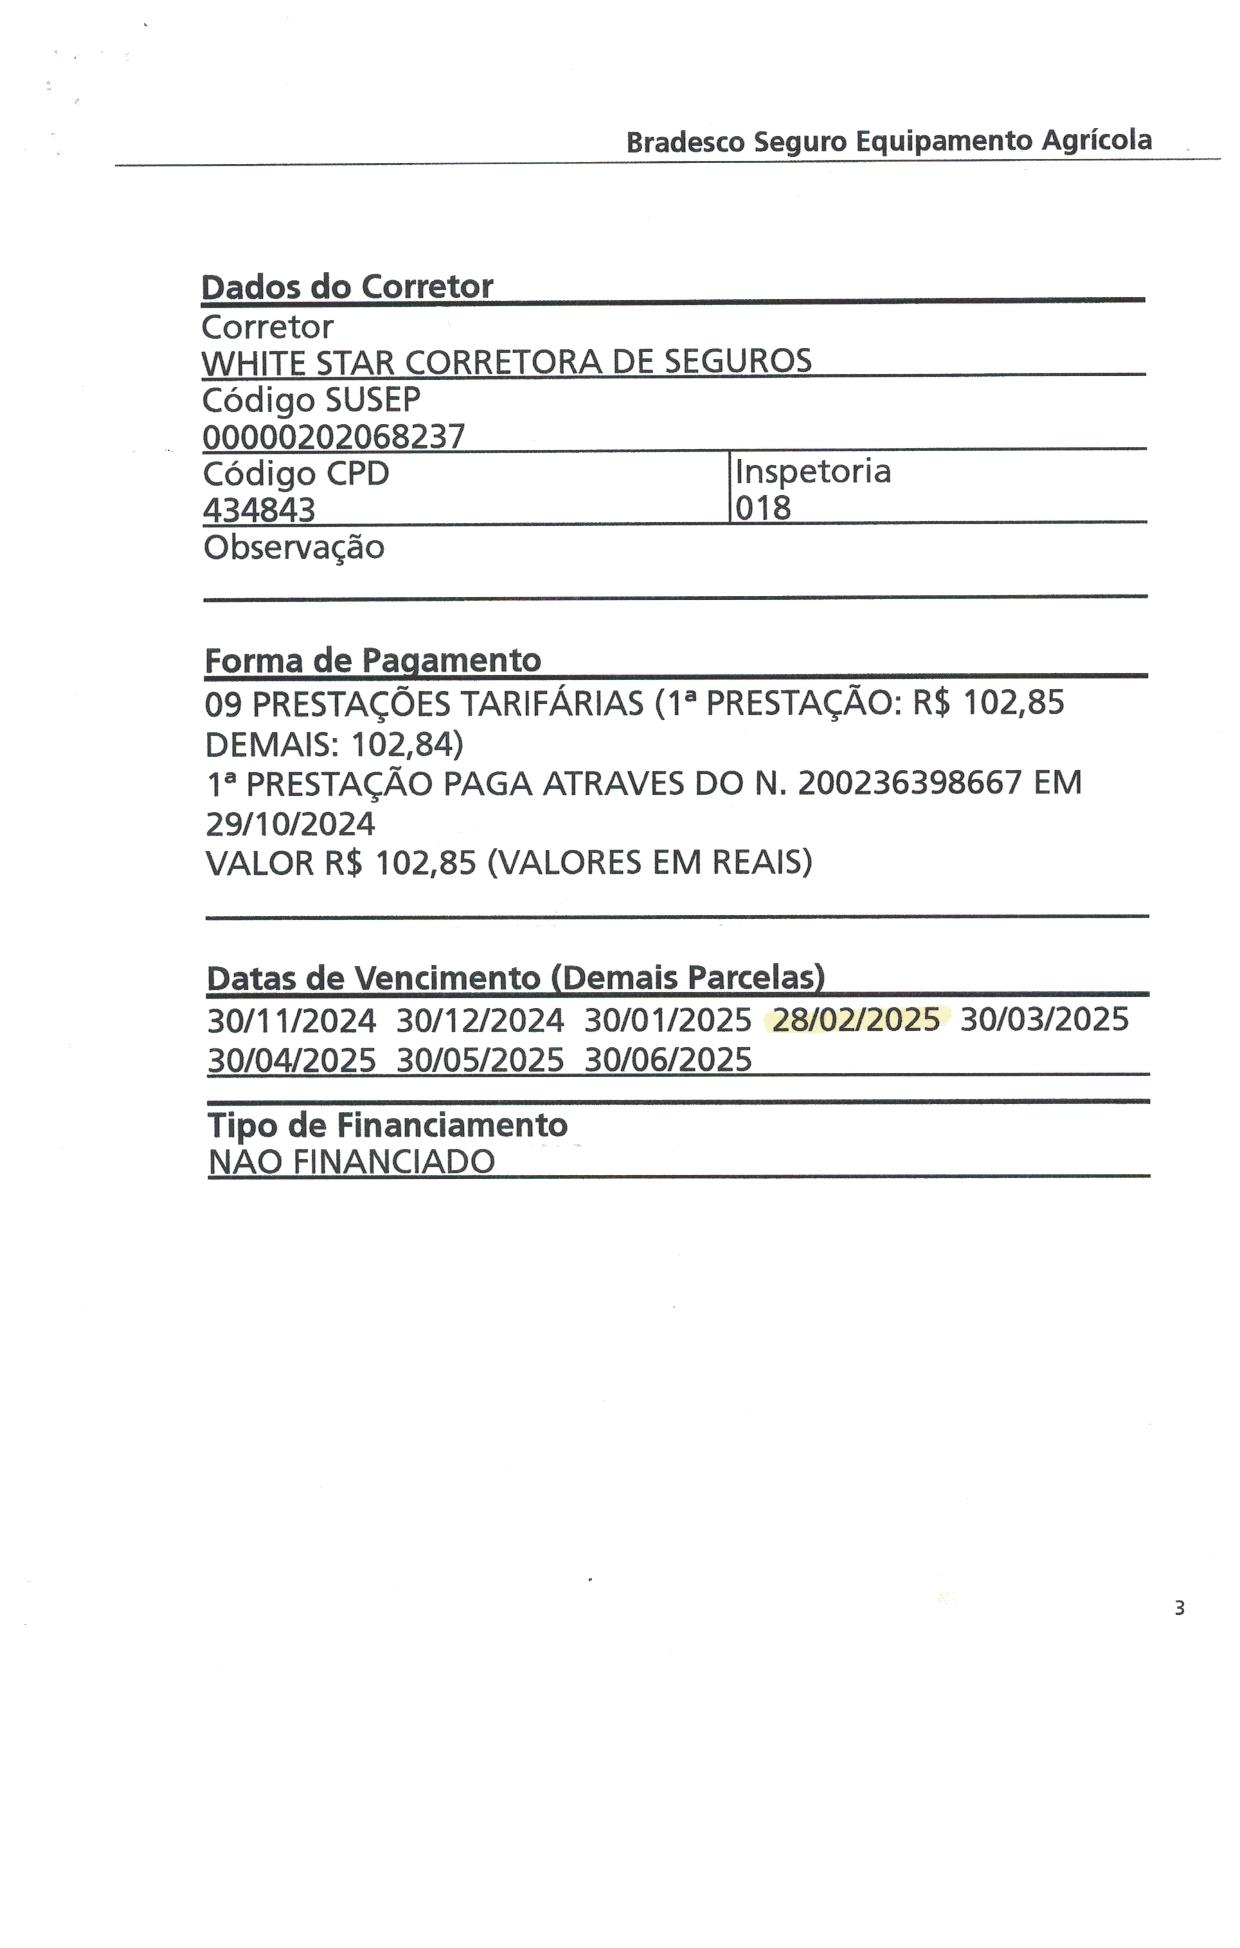 Bradesco Seguro Equipamento Agrícola
Dados do Corretor
Corretor
WHITE STAR CORRETORA DE SEGUROS
Código SUSEP
00000202068237
Código CPD
434843
Inspetoria
018
Observação
Forma de Pagamento
09 PRESTAÇÕES TARIFÁRIAS (1ª PRESTAÇÃO: R$ 102,85
DEMAIS: 102,84)
1ª PRESTAÇÃO PAGA ATRAVES DO N. 200236398667 EM
29/10/2024
VALOR R$ 102,85 (VALORES EM REAIS)
Datas de Vencimento (Demais Parcelas)
30/11/2024 30/12/2024 30/01/2025 28/02/2025 30/03/2025
30/04/2025 30/05/2025 30/06/2025
Tipo de Financiamento
NAO FINANCIADO
3